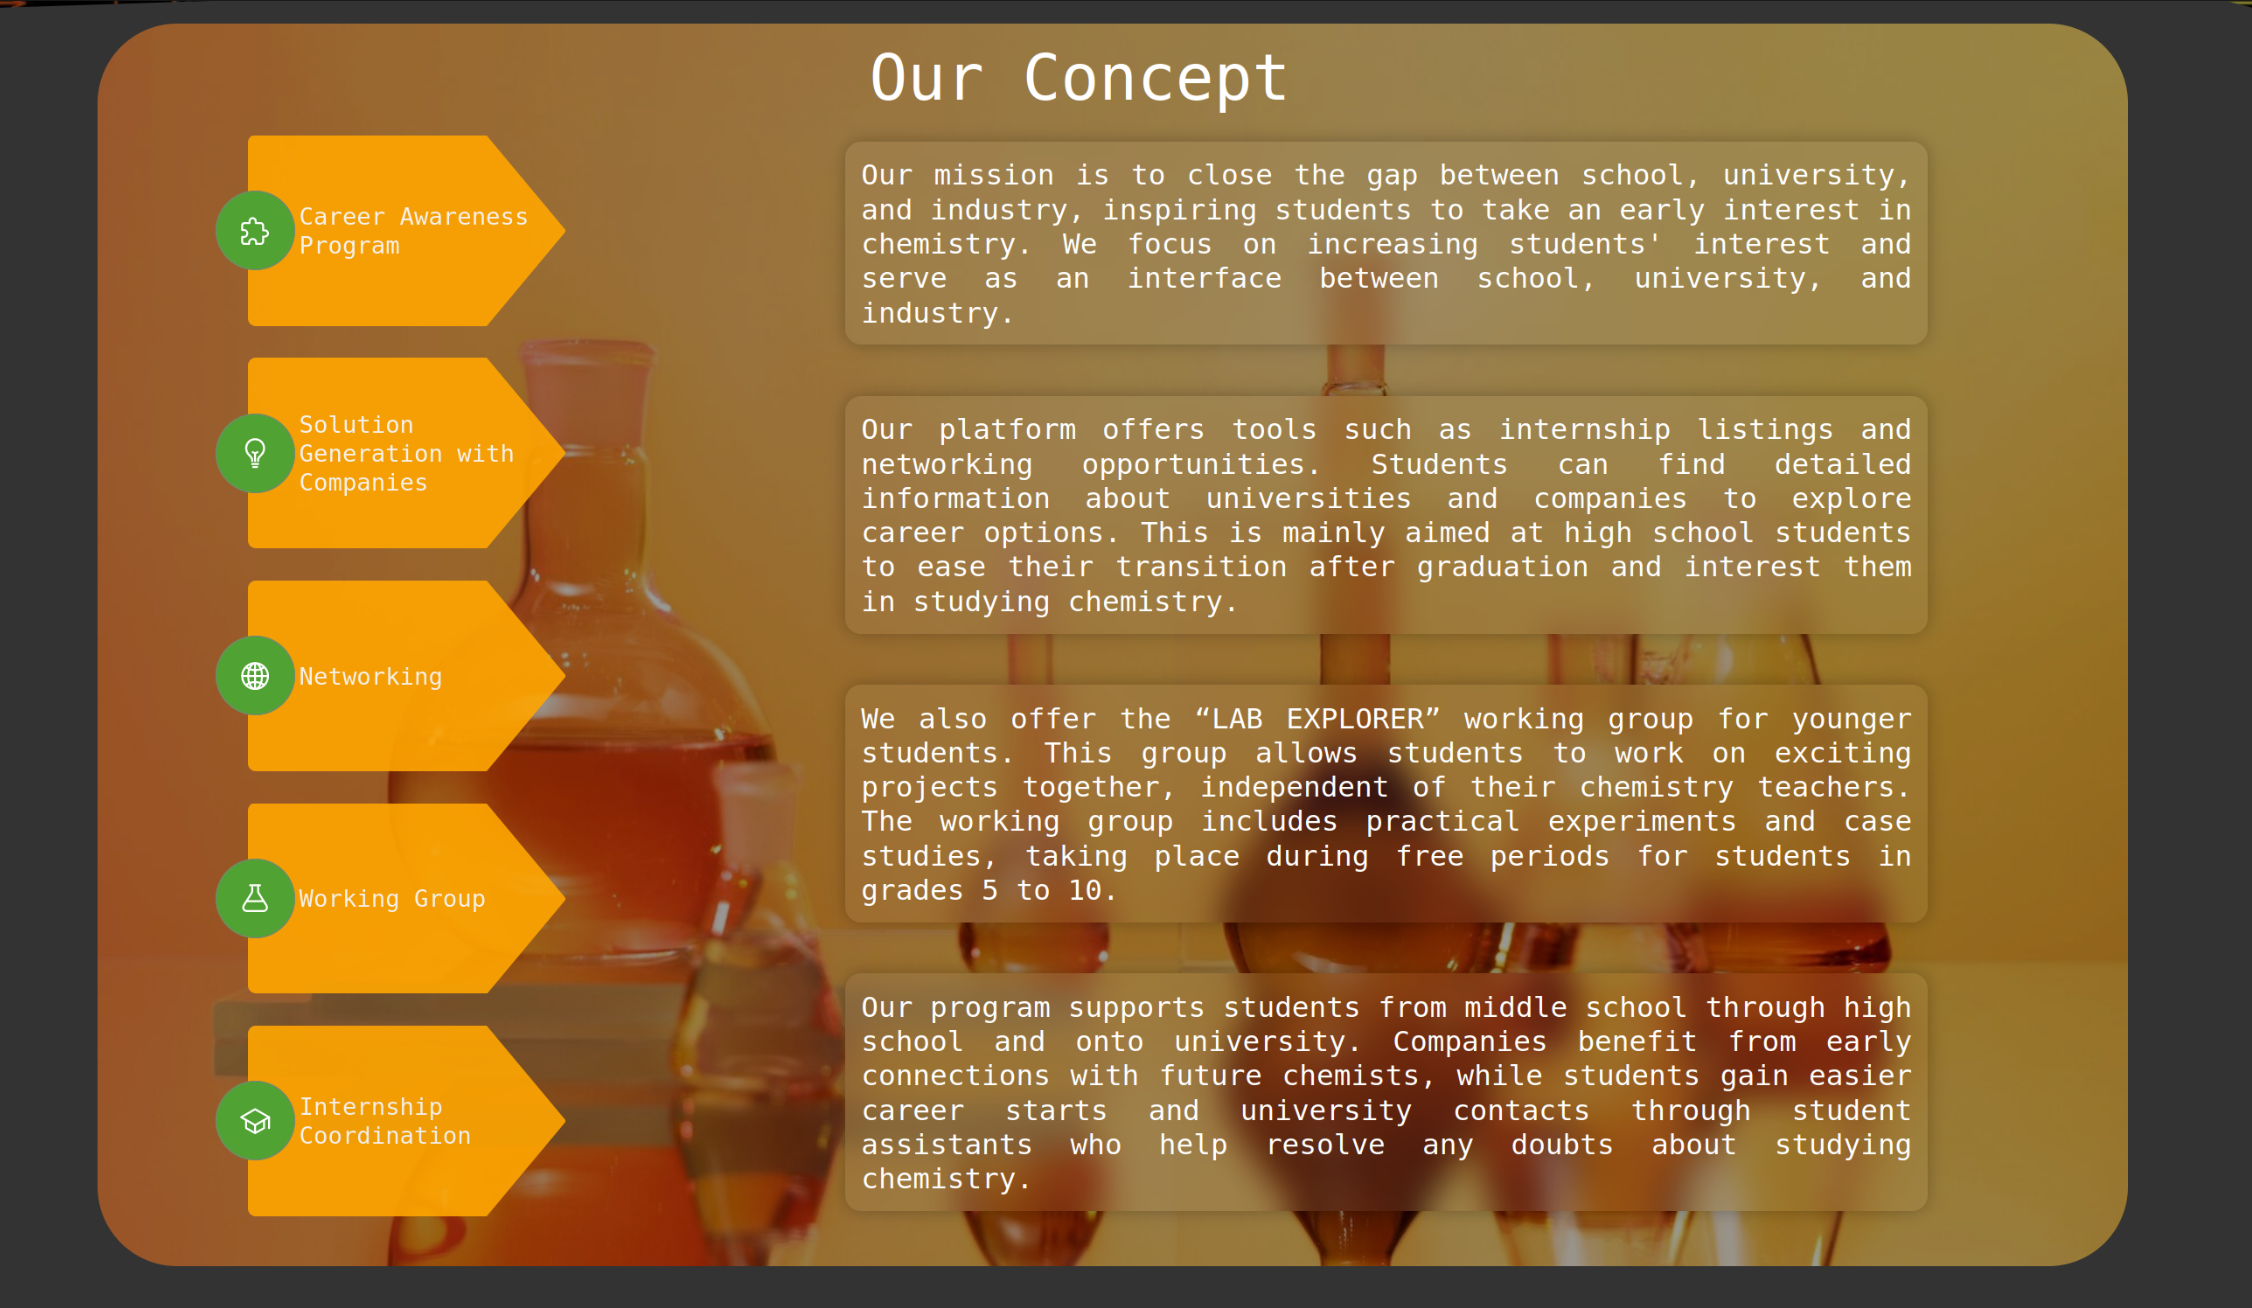 Our Concept
Career Awareness
Program
Solution
Generation with
Companies
Networking
Working Group
Internship
Coordination
Our mission is to close the gap between school, university,
and industry, inspiring students to take an early interest in
chemistry. We focus on increasing students' interest and
serve as an interface between school, university, and
industry.
Our platform offers tools such as internship listings and
networking opportunities. Students can find detailed
information about universities and companies to explore
career options. This is mainly aimed at high school students
to ease their transition after graduation and interest them
in studying chemistry.
We also offer the “LAB EXPLORER” working group for younger
students. This group allows students to work on exciting
projects together, independent of their chemistry teachers.
The working group includes practical experiments and case
studies, taking place during free periods for students in
grades 5 to 10.
Our program supports students from middle school through high
school and onto university. Companies benefit from early
connections with future chemists, while students gain easier
career starts and university contacts through student
assistants who help resolve any doubts about studying
chemistry.